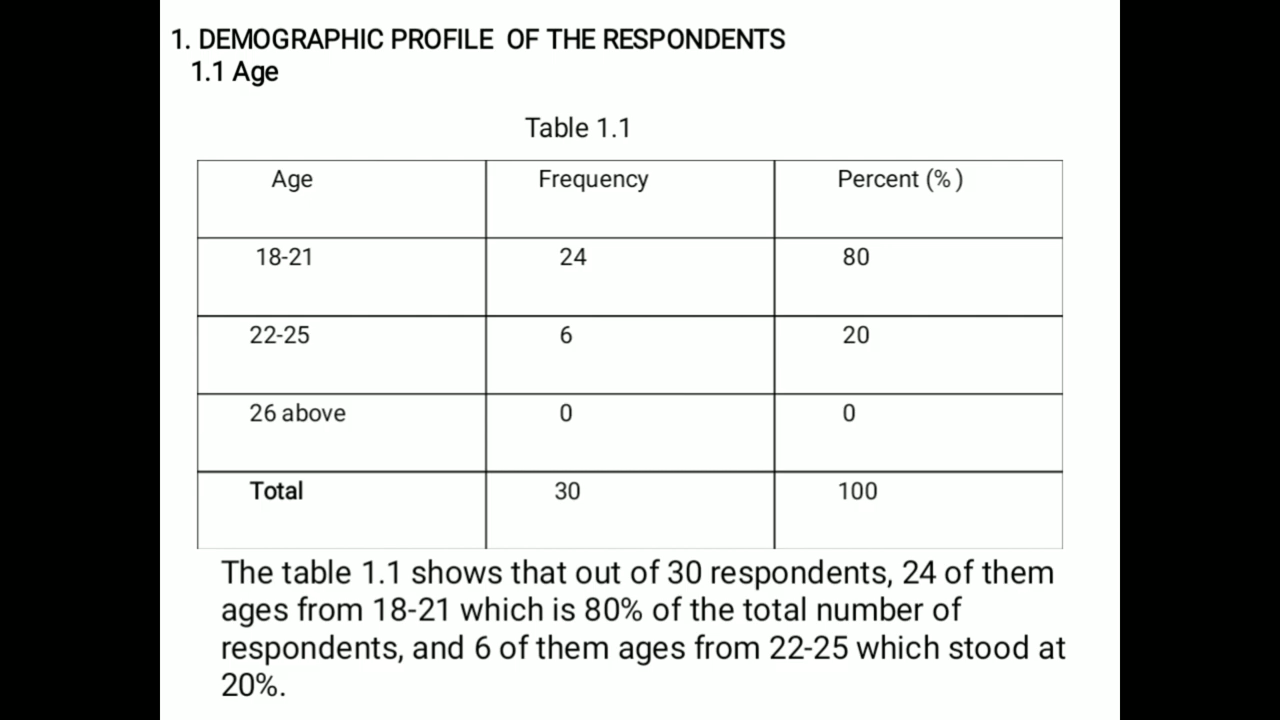 1. DEMOGRAPHIC PROFILE OF THE RESPONDENTS
1.1 Age
Table 1.1
Age Frequency Percent (%)
18-21 24 80
22-25 6 20
26 above 0 0
Total 30 100
The table 1.1 shows that out of 30 respondents, 24 of them
ages from 18-21 which is 80% of the total number of
respondents, and 6 of them ages from 22-25 which stood at
20%.